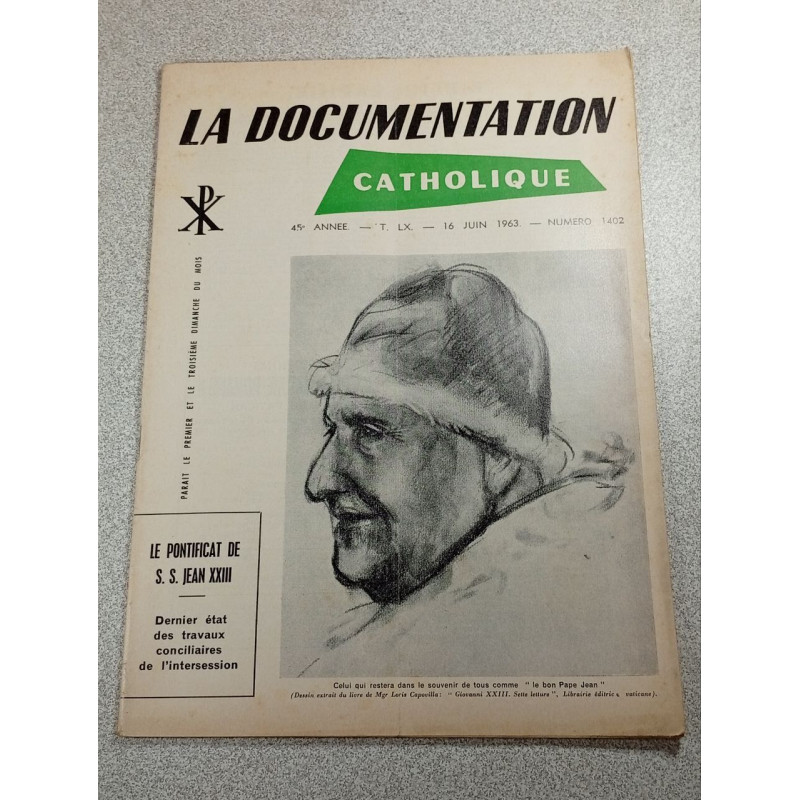 LA DOCUMENTATION
CATHOLIQUE
ANNEE. — T. LX. — 16 JUIN 1963. — NUMERO 1402
PARAIT LE PREMIER ET LE TROISIÈME DIMANCHE DU MOIS
LE PONTIFICAT DE
S. S. JEAN XXIII
Dernier état
des travaux
conciliaires
de l'intersession
Celui qui restera dans le souvenir de tous comme " le bon Pape Jean "
(Dessin extrait du livre de Mgr Loris Capovilla : " Giovanni XXIII. Sette letture ", Librairie éditrice vaticane).